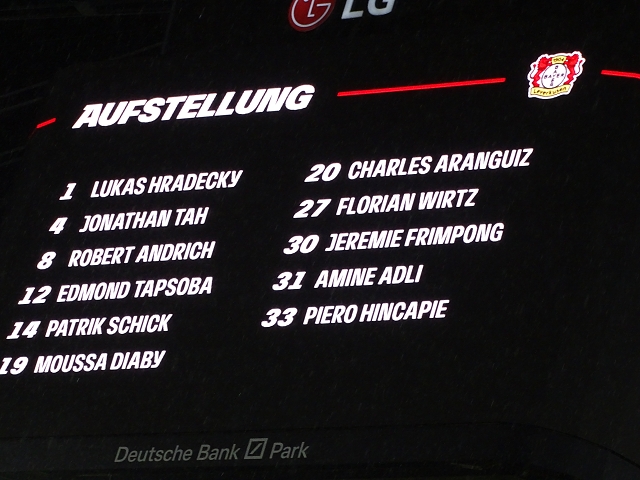 LG
AUFSTELLUNG
1 LUKAS HRADECKY
4 JONATHAN TAH
8 ROBERT ANDRICH
12 EDMOND TAPSOBA
14 PATRIK SCHICK
19 MOUSSA DIABY
20 CHARLES ARANGUIZ
27 FLORIAN WIRTZ
30 JEREMIE FRIMPONG
31 AMINE ADLI
33 PIERO HINCAPIE
Deutsche Bank Park